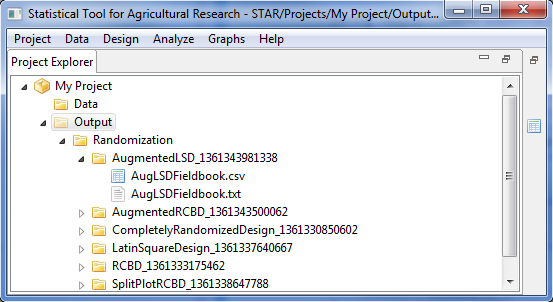 Statistical Tool for Agricultural Research - STAR/Projects/My Project/Output...
Project Data Design Analyze Graphs Help
Project Explorer
My Project
Data
Output
Randomization
AugmentedLSD_1361343981338
AugLSDFieldbook.csv
AugLSDFieldbook.txt
AugmentedRCBD_1361343500062
CompletelyRandomizedDesign_1361330850602
LatinSquareDesign_1361337640667
RCBD_1361333175462
SplitPlotRCBD_1361338647788